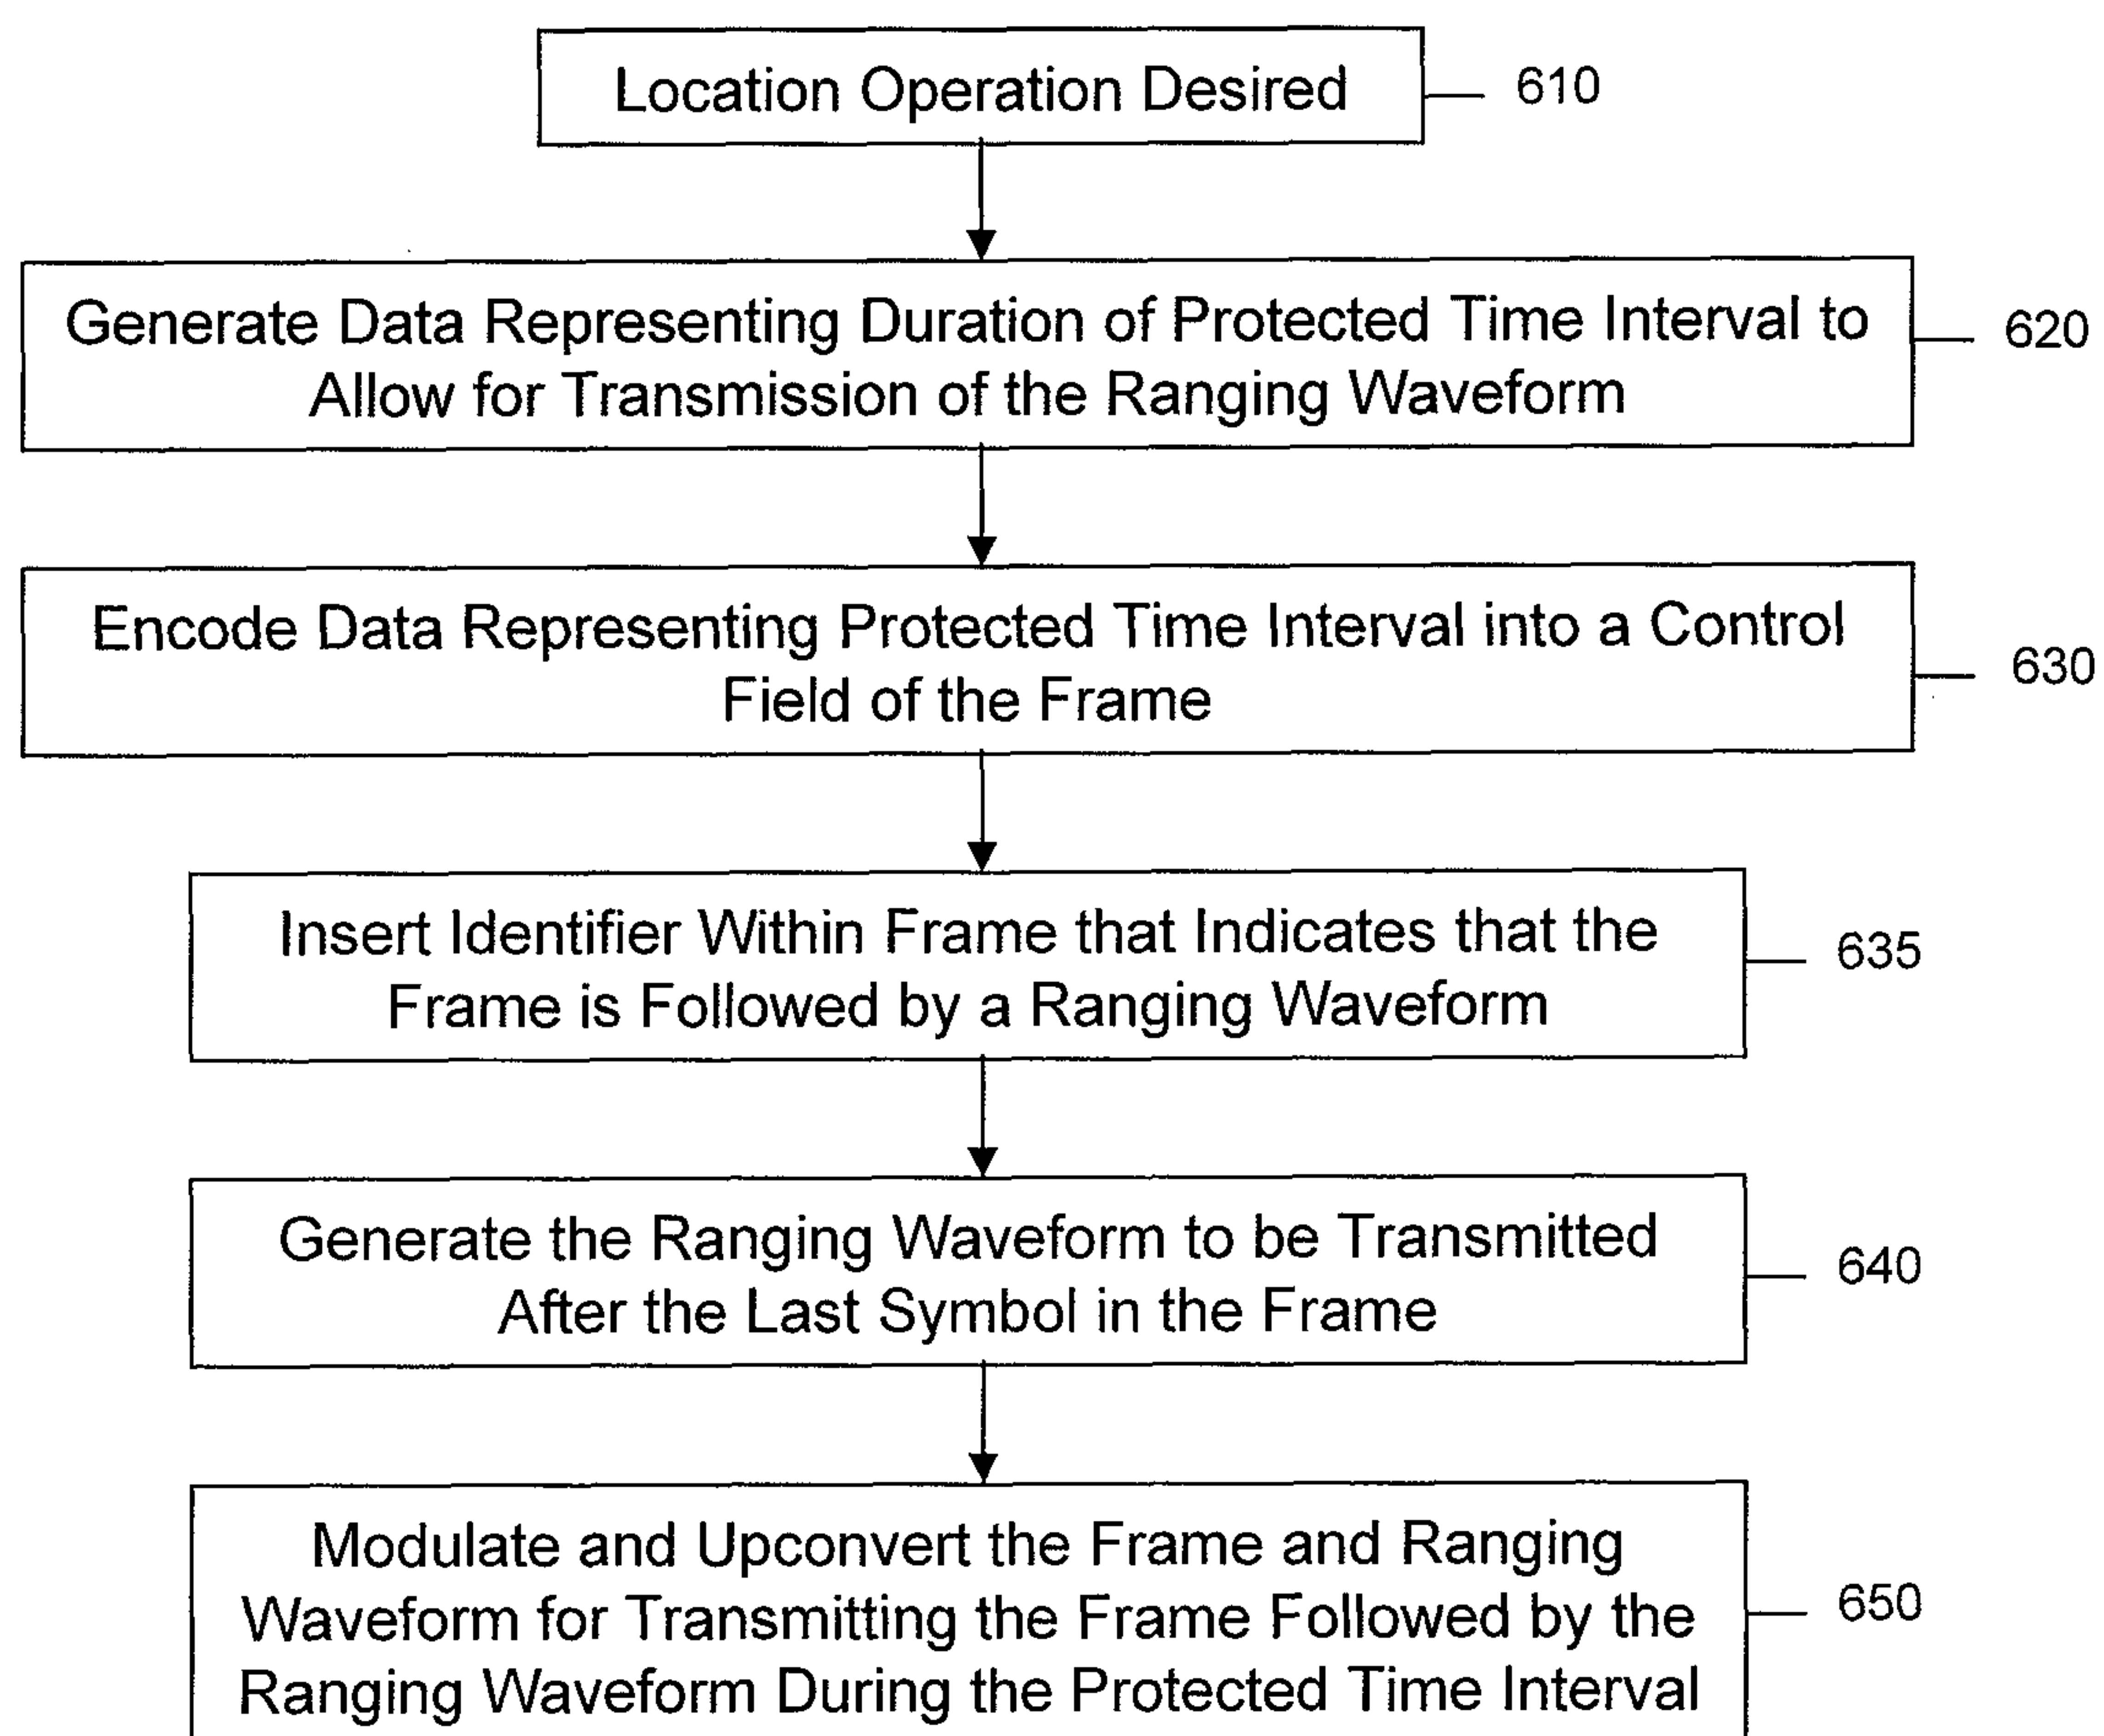 Location Operation Desired
610
Generate Data Representing Duration of Protected Time Interval to
Allow for Transmission of the Ranging Waveform
620
Encode Data Representing Protected Time Interval into a Control
Field of the Frame
630
Insert Identifier Within Frame that Indicates that the
Frame is Followed by a Ranging Waveform
635
Generate the Ranging Waveform to be Transmitted
After the Last Symbol in the Frame
640
Modulate and Upconvert the Frame and Ranging
Waveform for Transmitting the Frame Followed by the
Ranging Waveform During the Protected Time Interval
650